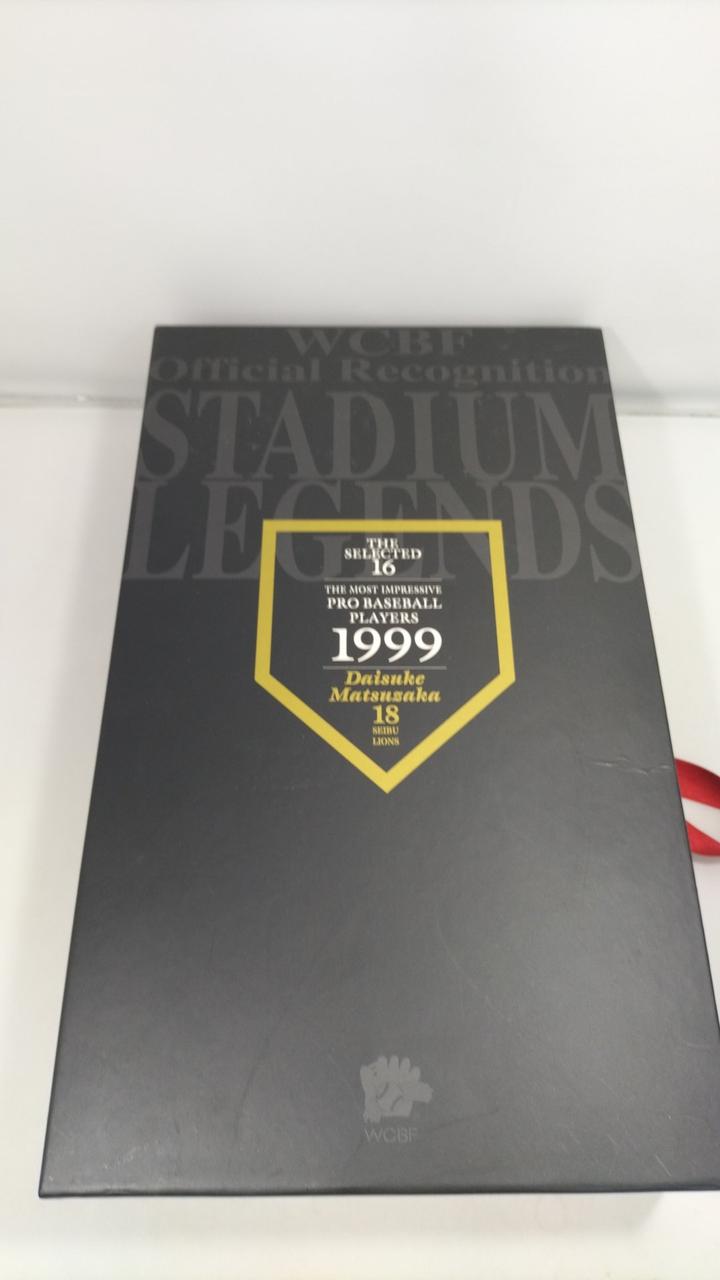 WCBF
Official Recognition
STADIUM
LEGENDS
THE
SELECTED
16
THE MOST IMPRESSIVE
PRO BASEBALL
PLAYERS
1999
Daisuke
Matsuzaka
18
SEIBU
LIONS
WCBF